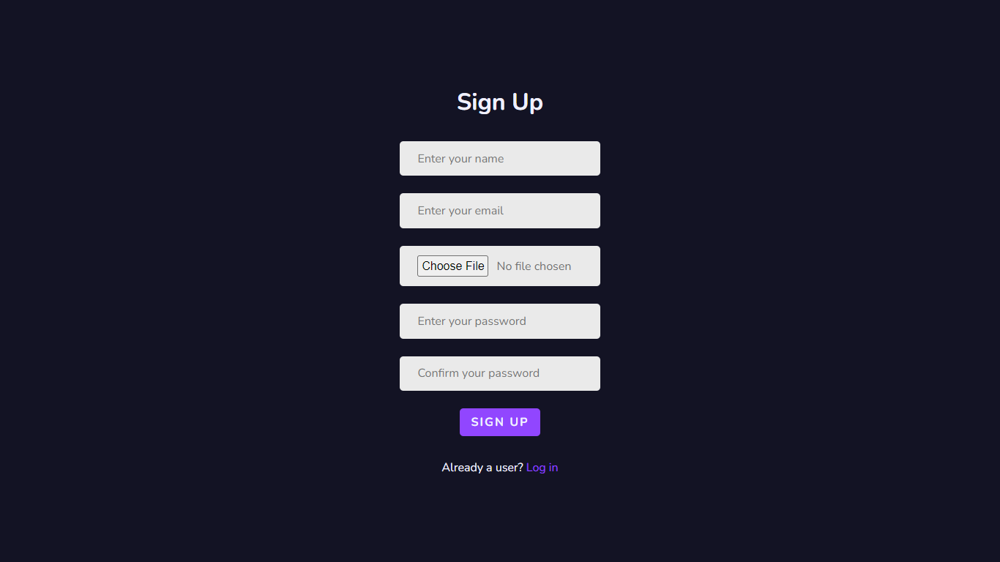 Sign Up
Enter your name
Enter your email
Choose File No file chosen
Enter your password
Confirm your password
SIGN UP
Already a user? Log in